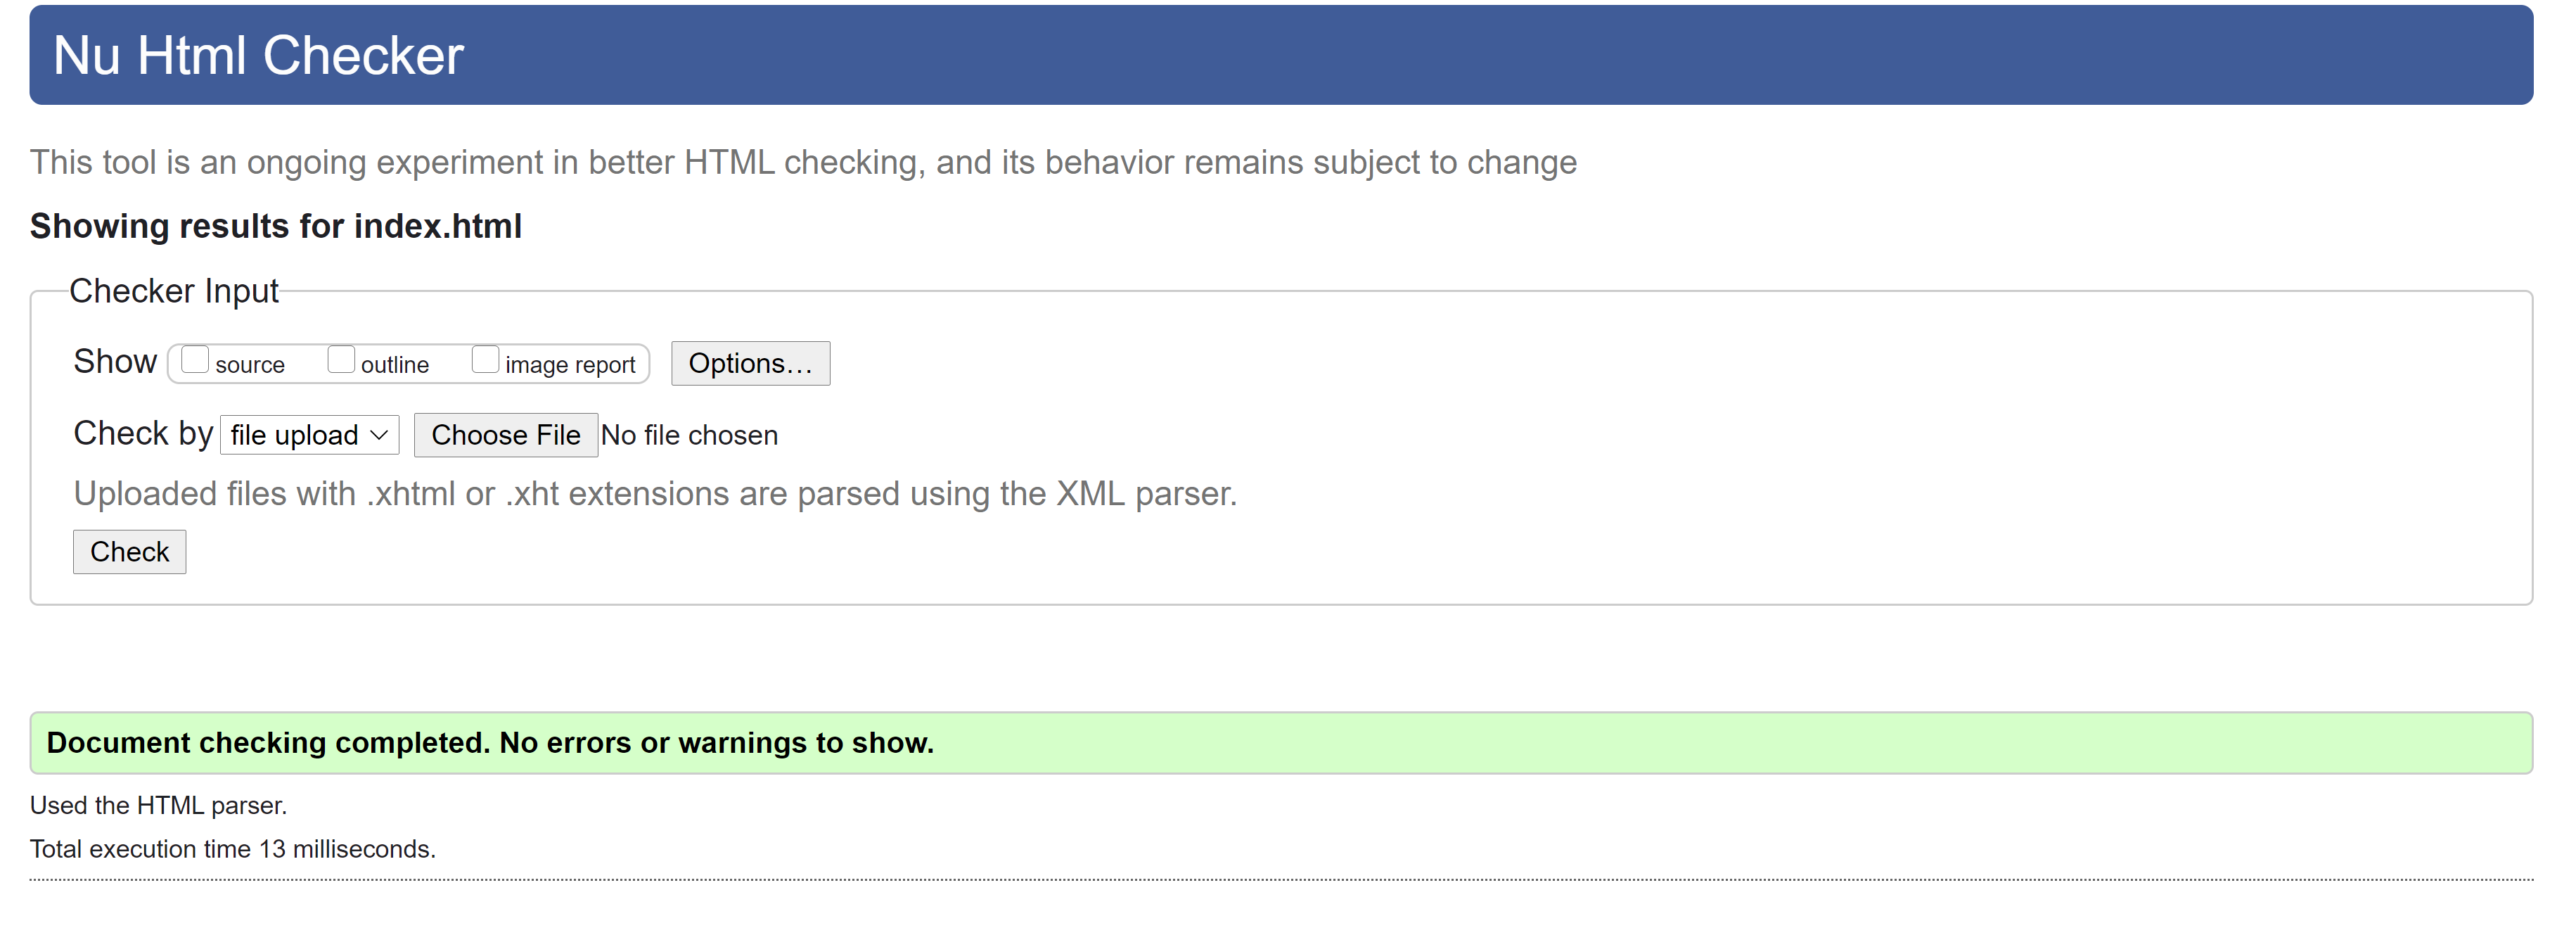 Nu Html Checker
This tool is an ongoing experiment in better HTML checking, and its behavior remains subject to change
Showing results for index.html
Checker Input
Show source outline image report Options…
Check by file upload Choose File No file chosen
Uploaded files with .xhtml or .xht extensions are parsed using the XML parser.
Check
Document checking completed. No errors or warnings to show.
Used the HTML parser.
Total execution time 13 milliseconds.